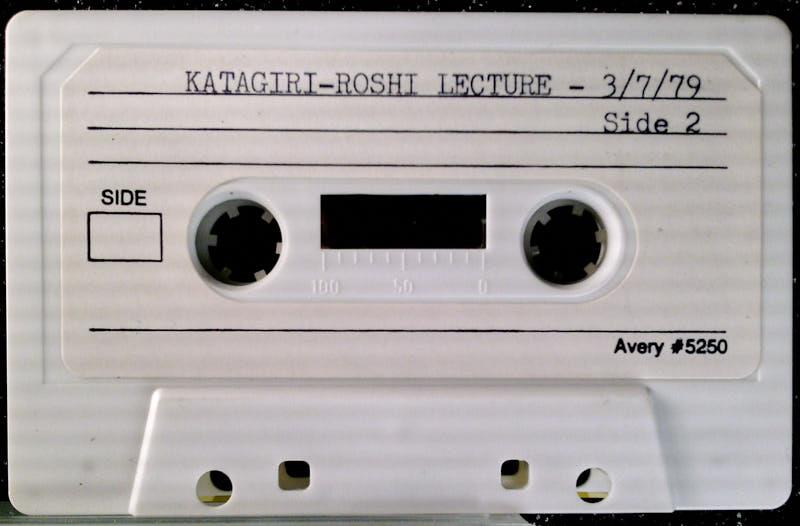 KATAGIRI-ROSHI LECTURE - 3/7/79
Side 2
SIDE
100 50 0
Avery #5250